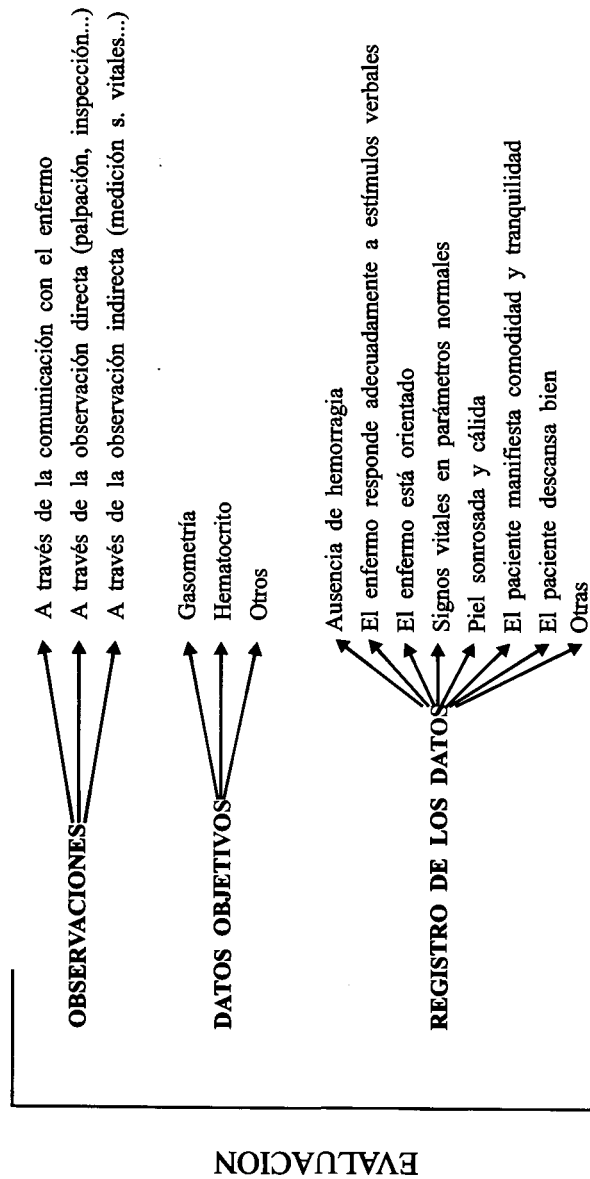 EVALUACION
OBSERVACIONES
A través de la comunicación con el enfermo
A través de la observación directa (palpación, inspección...)
A través de la observación indirecta (medición s. vitales...)
DATOS OBJETIVOS
Gasometría
Hematocrito
Otros
REGISTRO DE LOS DATOS
Ausencia de hemorragia
El enfermo responde adecuadamente a estímulos verbales
El enfermo está orientado
Signos vitales en parámetros normales
Piel sonrosada y cálida
El paciente manifiesta comodidad y tranquilidad
El paciente descansa bien
Otras